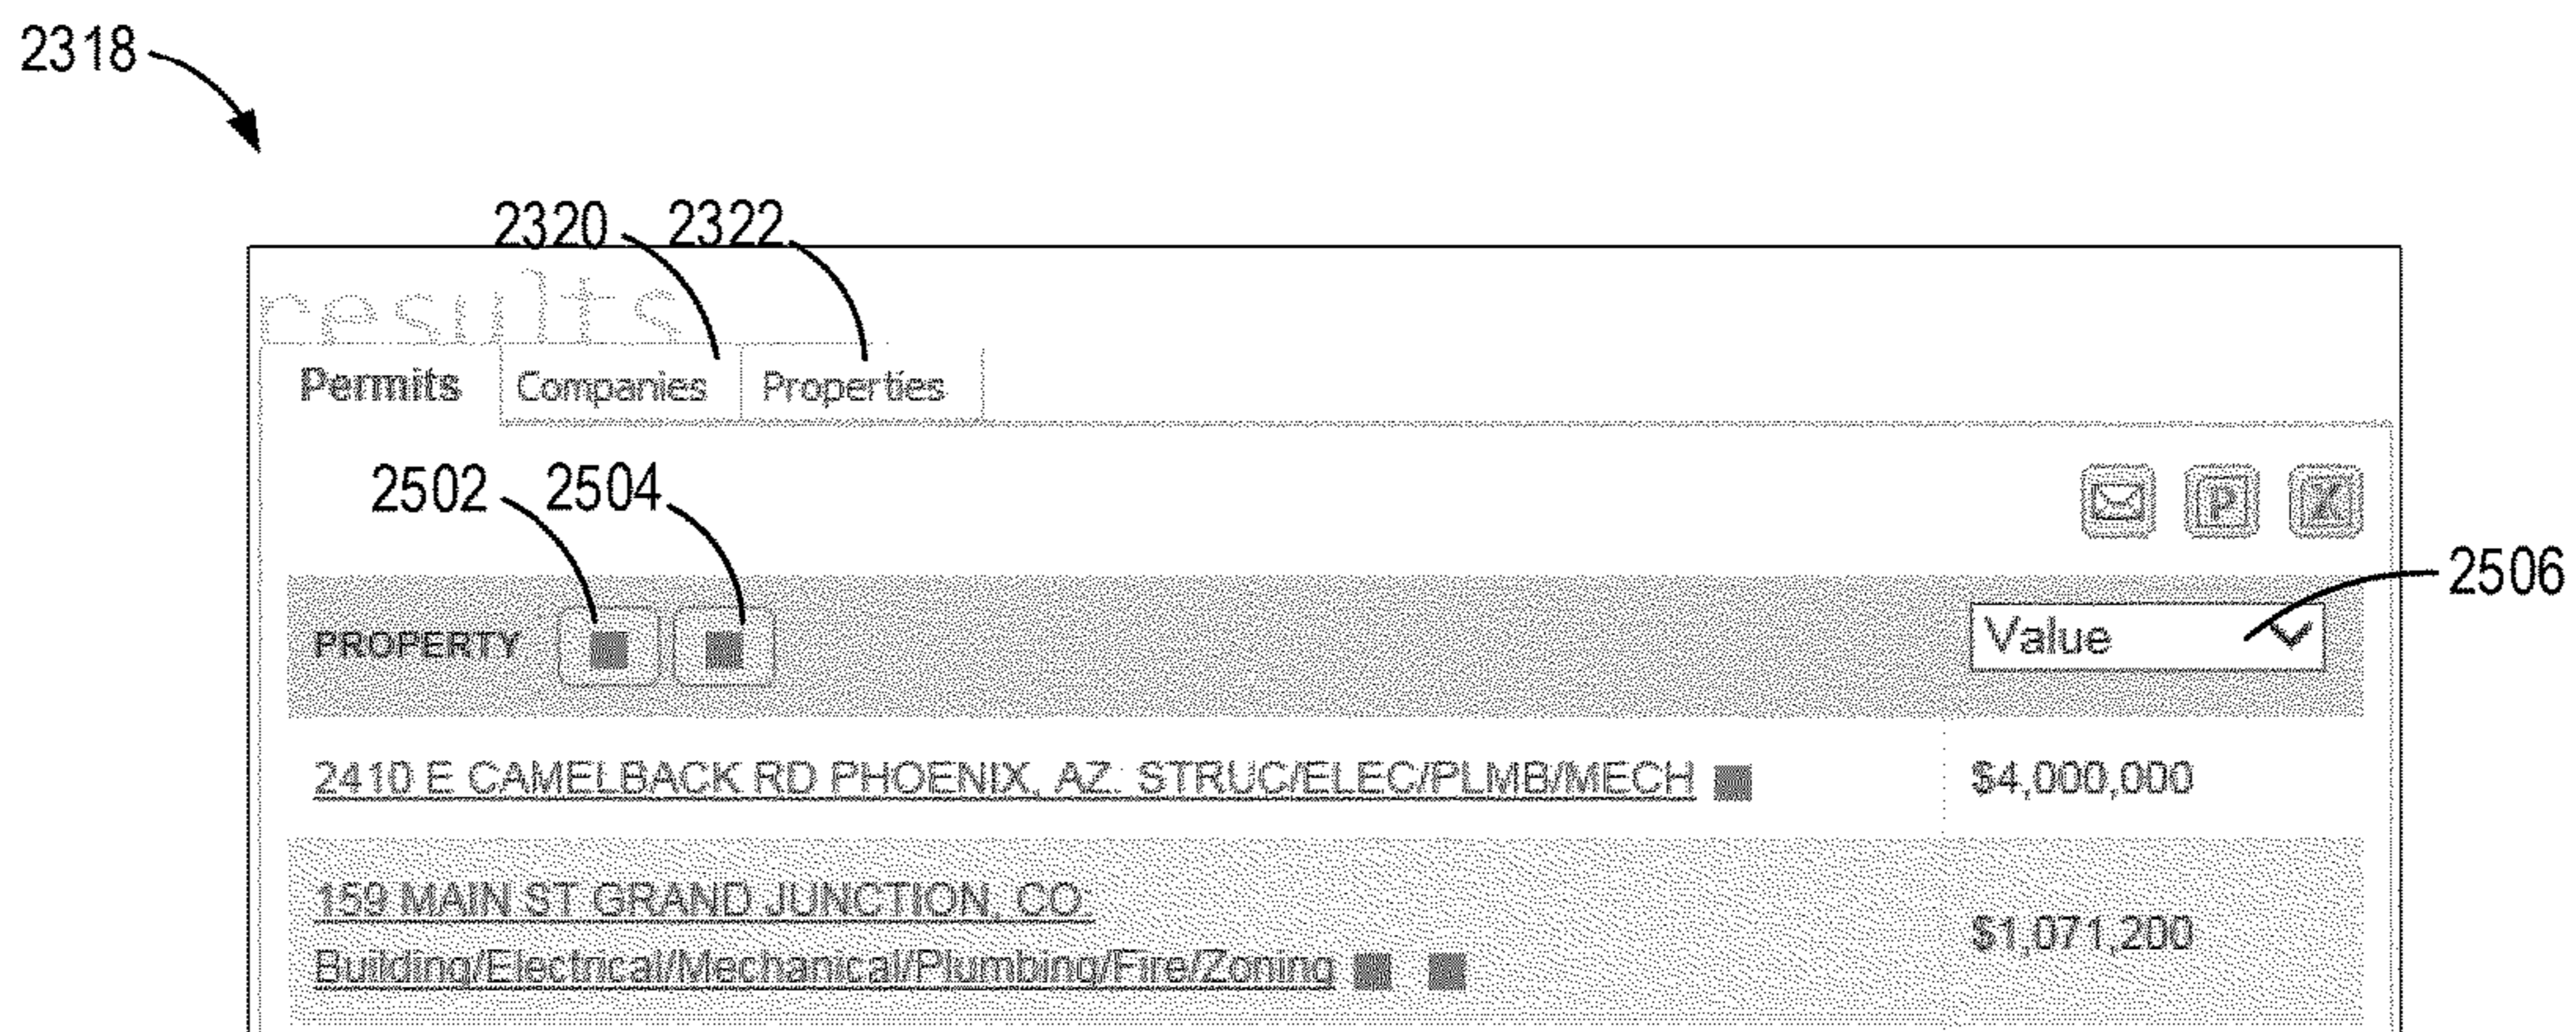 2318
2320 2322
results
Permits Companies Properties
2502 2504
P X
2506
PROPERTY Value
2410 E CAMELBACK RD PHOENIX, AZ: STRUC/ELEC/PLMB/MECH $4,000,000
159 MAIN ST GRAND JUNCTION, CO:
$1,071,200
Building/Electrical/Mechanical/Plumbing/Fire/Zoning